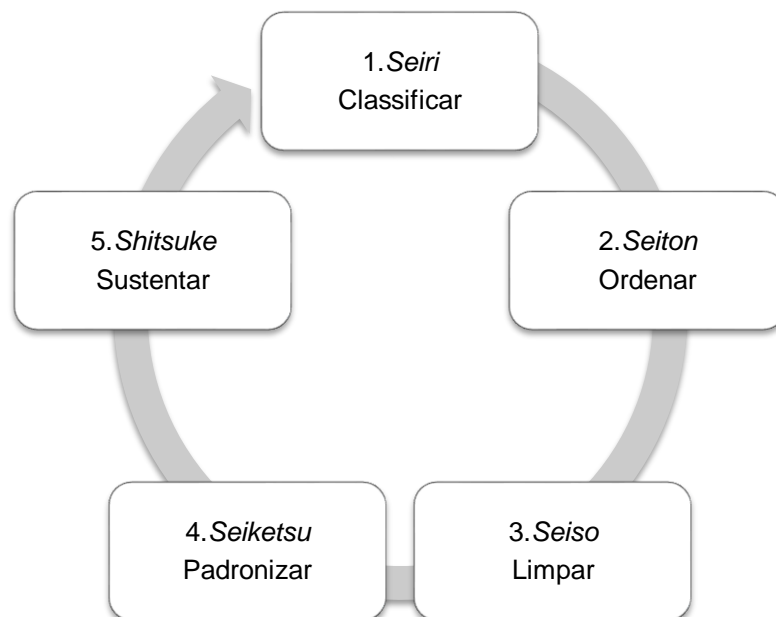 1.Seiri
Classificar
2.Seiton
Ordenar
3.Seiso
Limpar
4.Seiketsu
Padronizar
5.Shitsuke
Sustentar